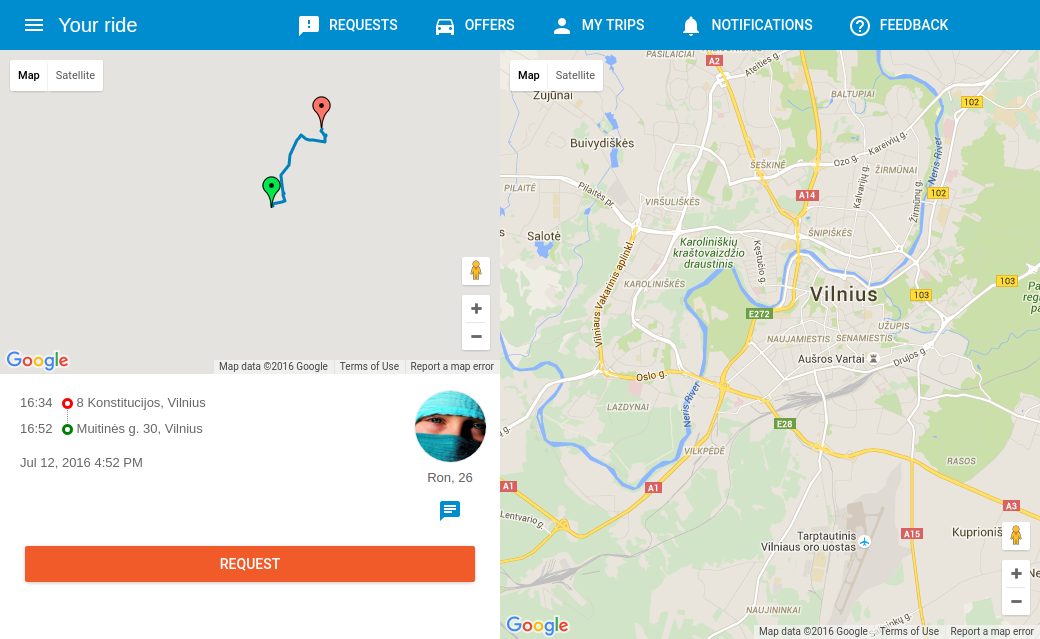 Your ride
REQUESTS
OFFERS
MY TRIPS
NOTIFICATIONS
FEEDBACK
Map Satellite
Google
Map data ©2016 Google Terms of Use Report a map error
16:34 8 Konstitucijos, Vilnius
16:52 Muitinės g. 30, Vilnius
Jul 12, 2016 4:52 PM
Ron, 26
REQUEST
Map Satellite
PASILAIČIAI
A2
Ateities g.
Zujūnai
BALTUPIAI
102
Buivydiškės
Kareivių g.
Ozo g.
Neris River
SEŠKINĖ
ŽIRMŪNAI
Kalvarijų g.
PILAITĖ
Pilaitės pr.
A14
102
Žirmūnų g.
VIRŠULIŠKĖS
Salotė
Karoliniškių
kraštovaizdžio
draustinis
ŠNIPIŠKĖS
Kęstučio g.
Vilniaus Vakarinis aplinkl.
KAROLINIŠKĖS
Vilnius
103
103
E272
UŽUPIS
NAUJAMIESTIS
SENAMIESTIS
Aušros Vartai
Drujos g.
Oslo g.
LAZDYNAI
Neris River
E28
VILKPĖDĖ
RASOS
A1
A1
A3
Lentvario g.
A15
Kuprioniš
Tarptautinis
Vilniaus oro uostas
NAUJININKAI
Google
Map data ©2016 Google Terms of Use Report a map error